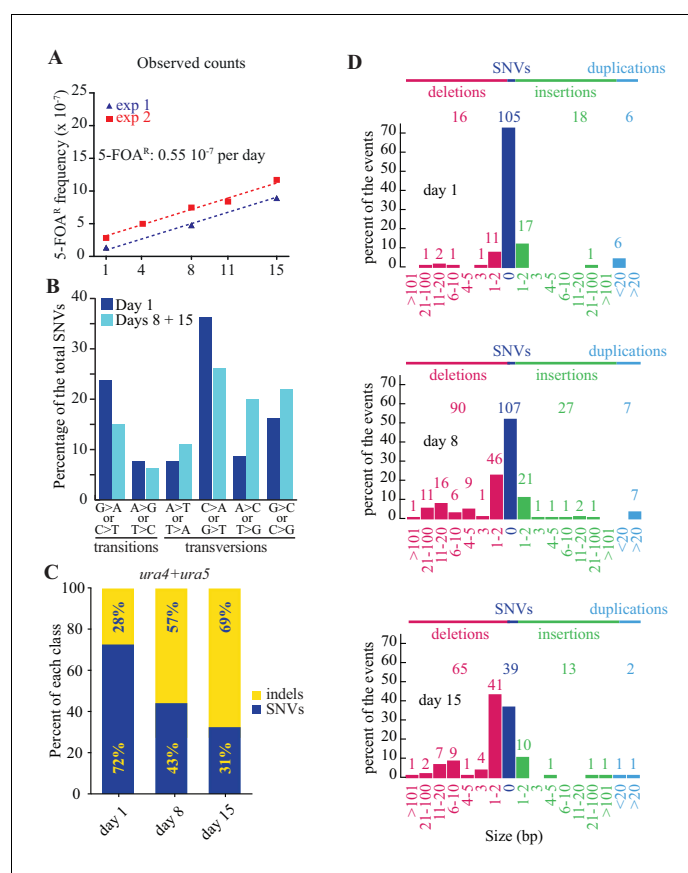 A
Observed counts
5-FOAᴿ frequency (x 10⁻⁷)
25
20
15
10
5
0
exp 1
exp 2
5-FOAᴿ: 0.55 10⁻⁷ per day
1 4 8 11 15
B
Percentage of the total SNVs
40
30
20
10
0
Day 1
Days 8 + 15
G>A A>G A>T C>A A>C G>C
or or or or or or
C>T T>C T>A G>T T>G C>G
transitions transversions
C
ura4+ura5
Percent of each class
100
80
60
40
20
0
28% 57% 69%
72% 43% 31%
indels
SNVs
day 1 day 8 day 15
D
SNVs duplications
deletions insertions
16 105 18 6
percent of the events
70
60
50
40
30
20
10
0
day 1
1 2 1 1 11 17 1 6
>101 21-100 11-20 6-10 4-5 3 1-2 0 1-2 3 4-5 6-10 11-20 21-100 >101 <20 >20
SNVs duplications
deletions insertions
90 107 27 7
percent of the events
70
60
50
40
30
20
10
0
day 8
1 11 16 6 9 1 46 21 1 1 1 2 1 7
>101 21-100 11-20 6-10 4-5 3 1-2 0 1-2 3 4-5 6-10 11-20 21-100 >101 <20 >20
SNVs duplications
deletions insertions
65 39 13 2
percent of the events
70
60
50
40
30
20
10
0
day 15
1 2 7 9 1 4 41 10 1 1 1 1 1
>101 21-100 11-20 6-10 4-5 3 1-2 0 1-2 3 4-5 6-10 11-20 21-100 >101 <20 >20
Size (bp)